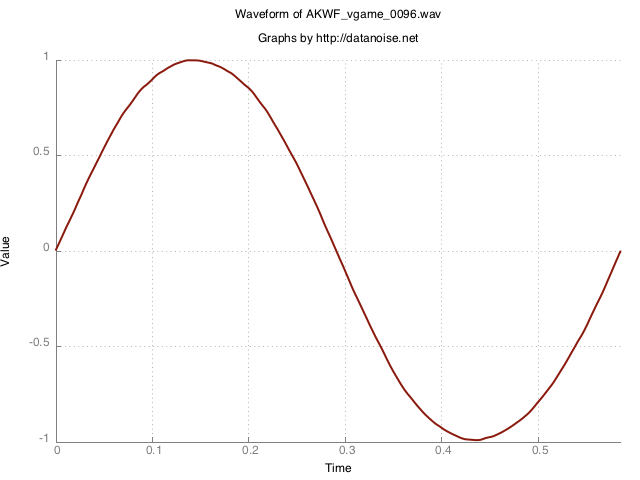 Waveform of AKWF_vgame_0096.wav
Graphs by http://datanoise.net
1
0.5
0
-0.5
-1
Value
0 0.1 0.2 0.3 0.4 0.5
Time